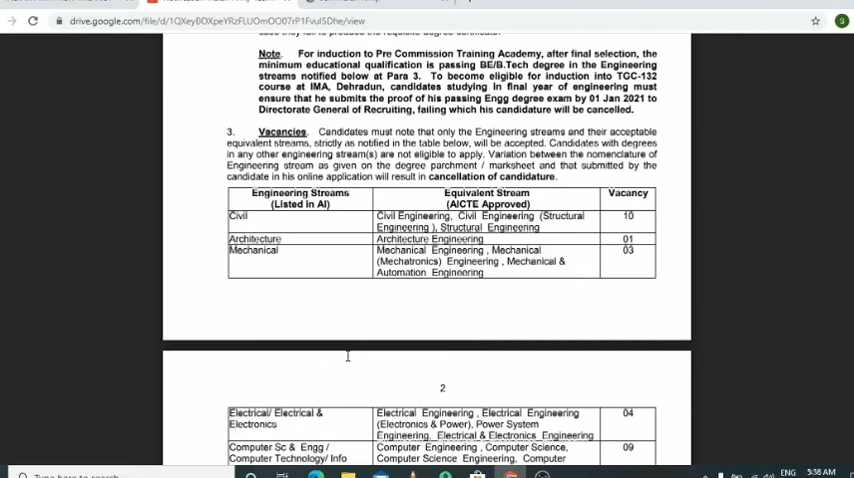 drive.google.com/file/d/1QXeyBOXpeYRzFLUOmOO07rP1FvuI5Dhe/view
Note. For induction to Pre Commission Training Academy, after final selection, the
minimum educational qualification is passing BE/B.Tech degree in the Engineering
streams notified below at Para 3. To become eligible for induction into TGC-132
course at IMA, Dehradun, candidates studying in final year of engineering must
ensure that he submits the proof of his passing Engg degree exam by 01 Jan 2021 to
Directorate General of Recruiting, failing which his candidature will be cancelled.
3. Vacancies. Candidates must note that only the Engineering streams and their acceptable
equivalent streams, strictly as notified in the table below, will be accepted. Candidates with degrees
in any other engineering stream(s) are not eligible to apply. Variation between the nomenclature of
Engineering stream as given on the degree parchment / marksheet and that submitted by the
candidate in his online application will result in cancellation of candidature.
Engineering Streams Equivalent Stream Vacancy
(Listed in AI) (AICTE Approved)
Civil Civil Engineering, Civil Engineering (Structural 10
Engineering ), Structural Engineering
Architecture Architecture Engineering 01
Mechanical Mechanical Engineering , Mechanical 03
(Mechatronics) Engineering , Mechanical &
Automation Engineering
2
Electrical/ Electrical & Electrical Engineering , Electrical Engineering 04
Electronics (Electronics & Power), Power System
Engineering, Electrical & Electronics Engineering
Computer Sc & Engg / Computer Engineering , Computer Science, 09
Computer Technology/ Info Computer Science Engineering, Computer
Type here to search
ENG 5:38 AM